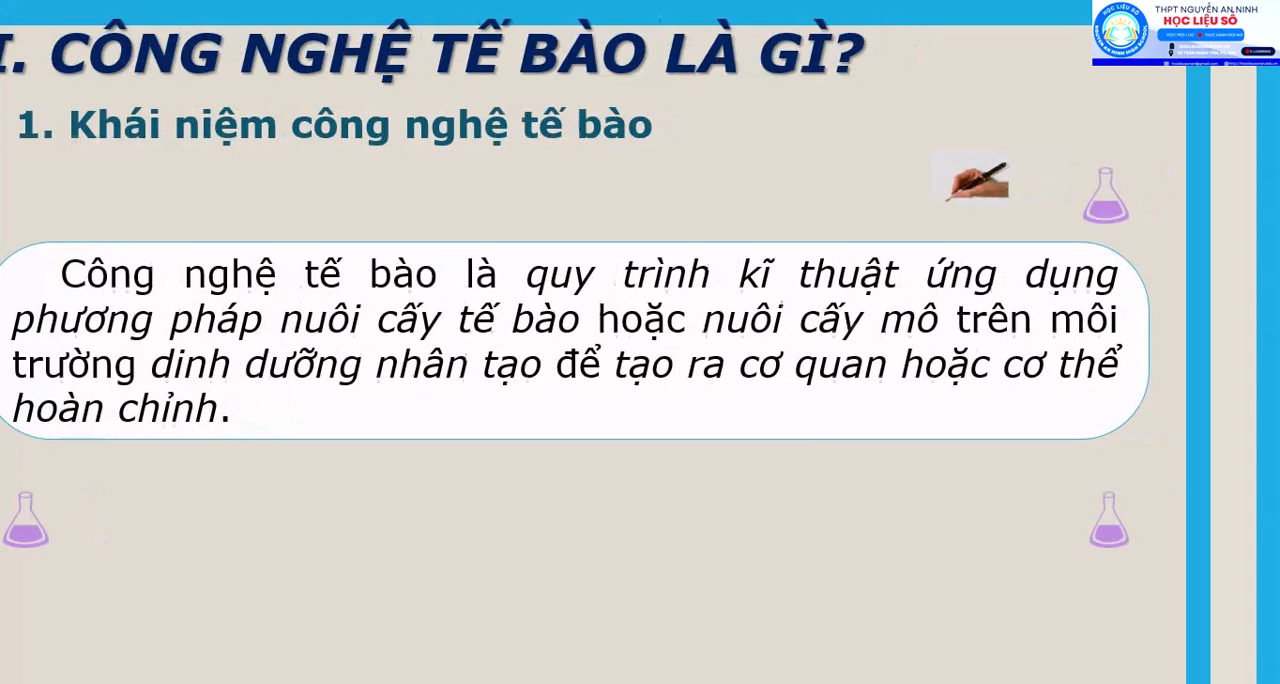 I. CÔNG NGHỆ TẾ BÀO LÀ GÌ?
1. Khái niệm công nghệ tế bào
Công nghệ tế bào là quy trình kĩ thuật ứng dụng
phương pháp nuôi cấy tế bào hoặc nuôi cấy mô trên môi
trường dinh dưỡng nhân tạo để tạo ra cơ quan hoặc cơ thể
hoàn chỉnh.
THPT NGUYỄN AN NINH
HỌC LIỆU SỐ